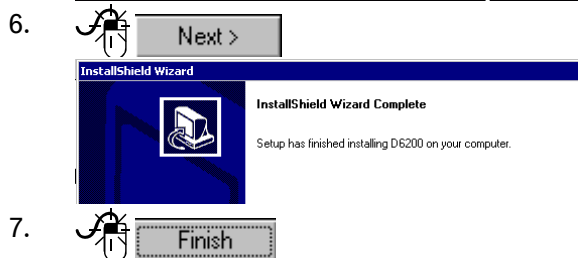 6.
Next >
InstallShield Wizard
InstallShield Wizard Complete
Setup has finished installing D6200 on your computer.
7.
Finish